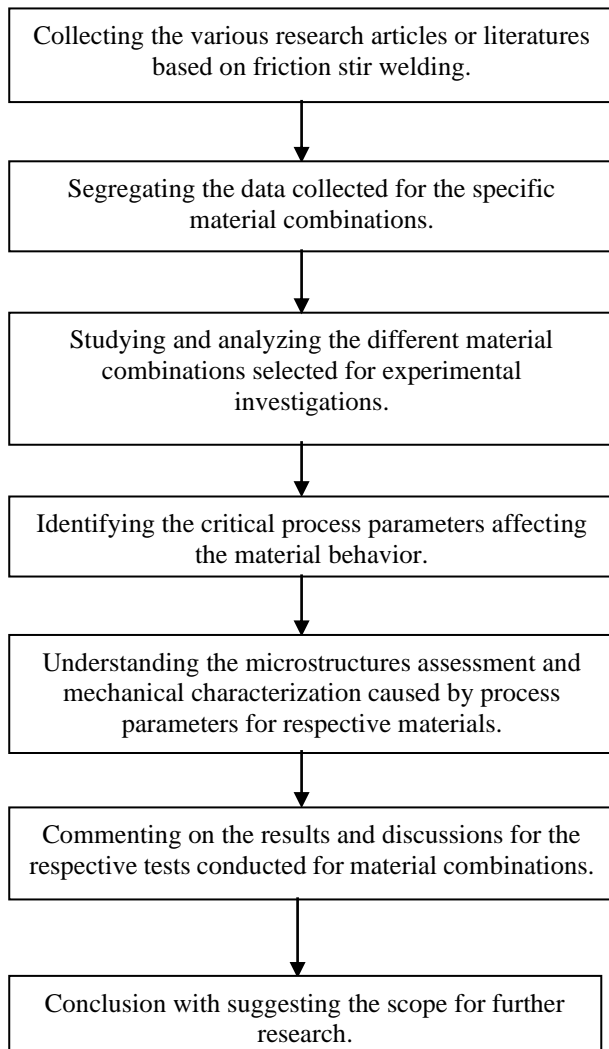 Collecting the various research articles or literatures
based on friction stir welding.
Segregating the data collected for the specific
material combinations.
Studying and analyzing the different material
combinations selected for experimental
investigations.
Identifying the critical process parameters affecting
the material behavior.
Understanding the microstructures assessment and
mechanical characterization caused by process
parameters for respective materials.
Commenting on the results and discussions for the
respective tests conducted for material combinations.
Conclusion with suggesting the scope for further
research.